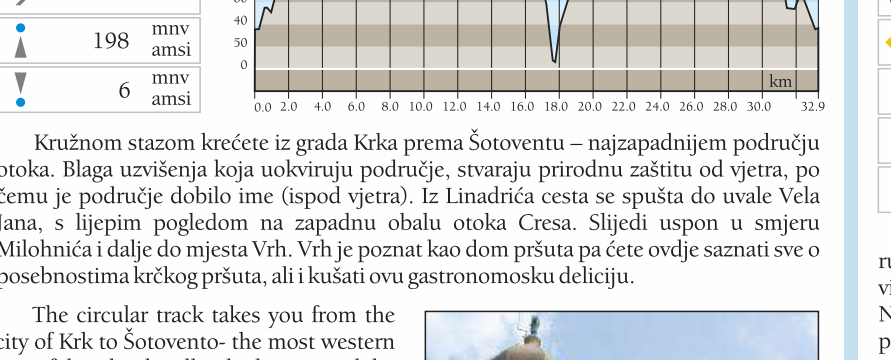 198 mnv
amsi
6 mnv
amsi
40
50
0
km
0.0 2.0 4.0 6.0 8.0 10.0 12.0 14.0 16.0 18.0 20.0 22.0 24.0 26.0 28.0 30.0 32.9
Kružnom stazom krećete iz grada Krka prema Šotoventu – najzapadnijem području
otoka. Blaga uzvišenja koja uokviruju područje, stvaraju prirodnu zaštitu od vjetra, po
čemu je područje dobilo ime (ispod vjetra). Iz Linadrića cesta se spušta do uvale Vela
Jana, s lijepim pogledom na zapadnu obalu otoka Cresa. Slijedi uspon u smjeru
Milohnića i dalje do mjesta Vrh. Vrh je poznat kao dom pršuta pa ćete ovdje saznati sve o
posebnostima krčkog pršuta, ali i kušati ovu gastronomosku deliciju.
The circular track takes you from the
city of Krk to Šotovento- the most western